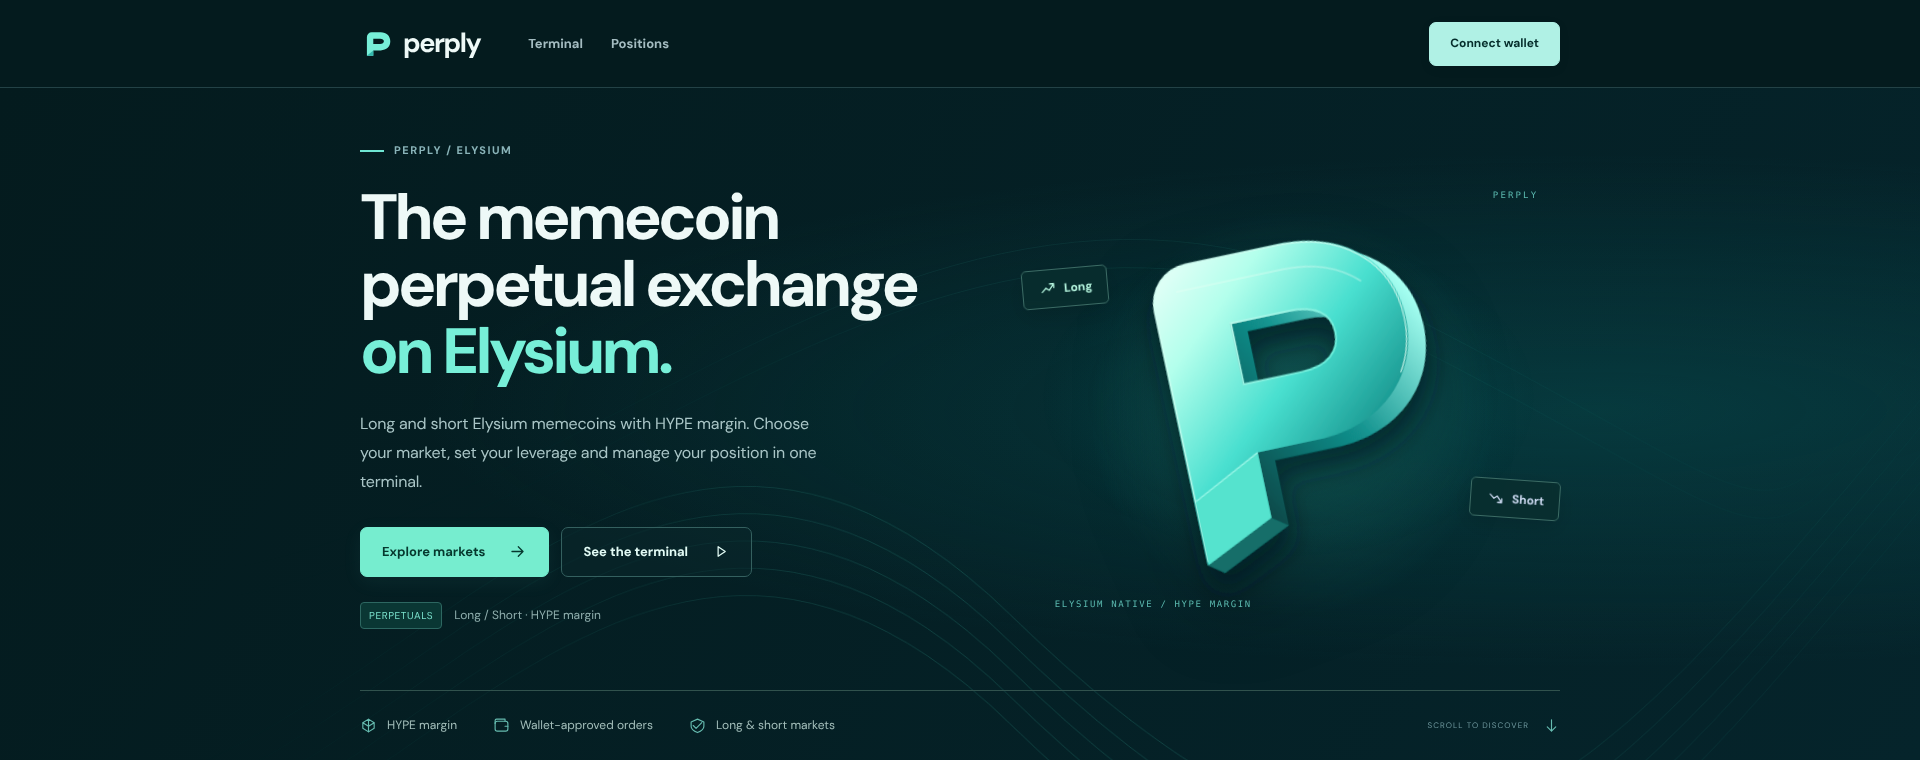 perply
Terminal
Positions
Connect wallet
PERPLY / ELYSIUM
The memecoin
perpetual exchange
on Elysium.
Long and short Elysium memecoins with HYPE margin. Choose
your market, set your leverage and manage your position in one
terminal.
Explore markets
See the terminal
PERPETUALS
Long / Short · HYPE margin
PERPLY
Long
P
Short
ELYSIUM NATIVE / HYPE MARGIN
HYPE margin
Wallet-approved orders
Long & short markets
SCROLL TO DISCOVER